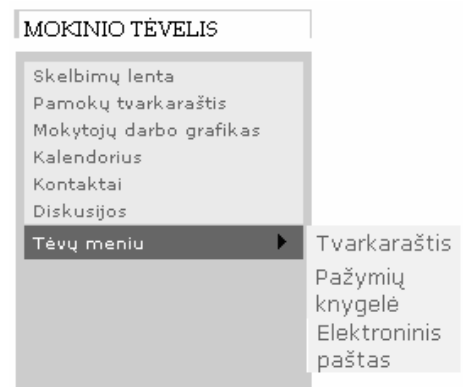 MOKINIO TĖVELIS
Skelbimų lenta
Pamokų tvarkaraštis
Mokytojų darbo grafikas
Kalendorius
Kontaktai
Diskusijos
Tėvų meniu
Tvarkaraštis
Pažymių
knygelė
Elektroninis
paštas